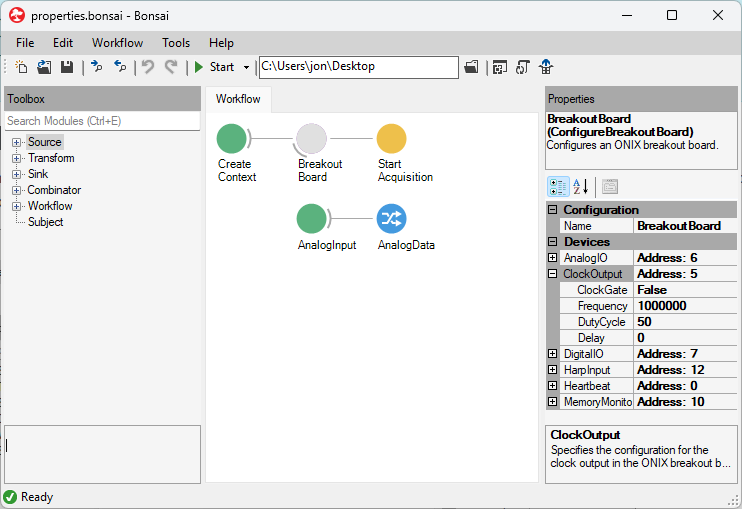 properties.bonsai - Bonsai
File Edit Workflow Tools Help
Start C:\Users\jon\Desktop
Toolbox
Search Modules (Ctrl+E)
Source
Transform
Sink
Combinator
Workflow
Subject
Workflow
Create
Context
Breakout
Board
Start
Acquisition
AnalogInput
AnalogData
Properties
BreakoutBoard
(ConfigureBreakoutBoard)
Configures an ONIX breakout board.
Configuration
Name BreakoutBoard
Devices
AnalogIO Address: 6
ClockOutput Address: 5
ClockGate False
Frequency 1000000
DutyCycle 50
Delay 0
DigitalIO Address: 7
HarpInput Address: 12
Heartbeat Address: 0
MemoryMonito Address: 10
ClockOutput
Specifies the configuration for the
clock output in the ONIX breakout b...
Ready